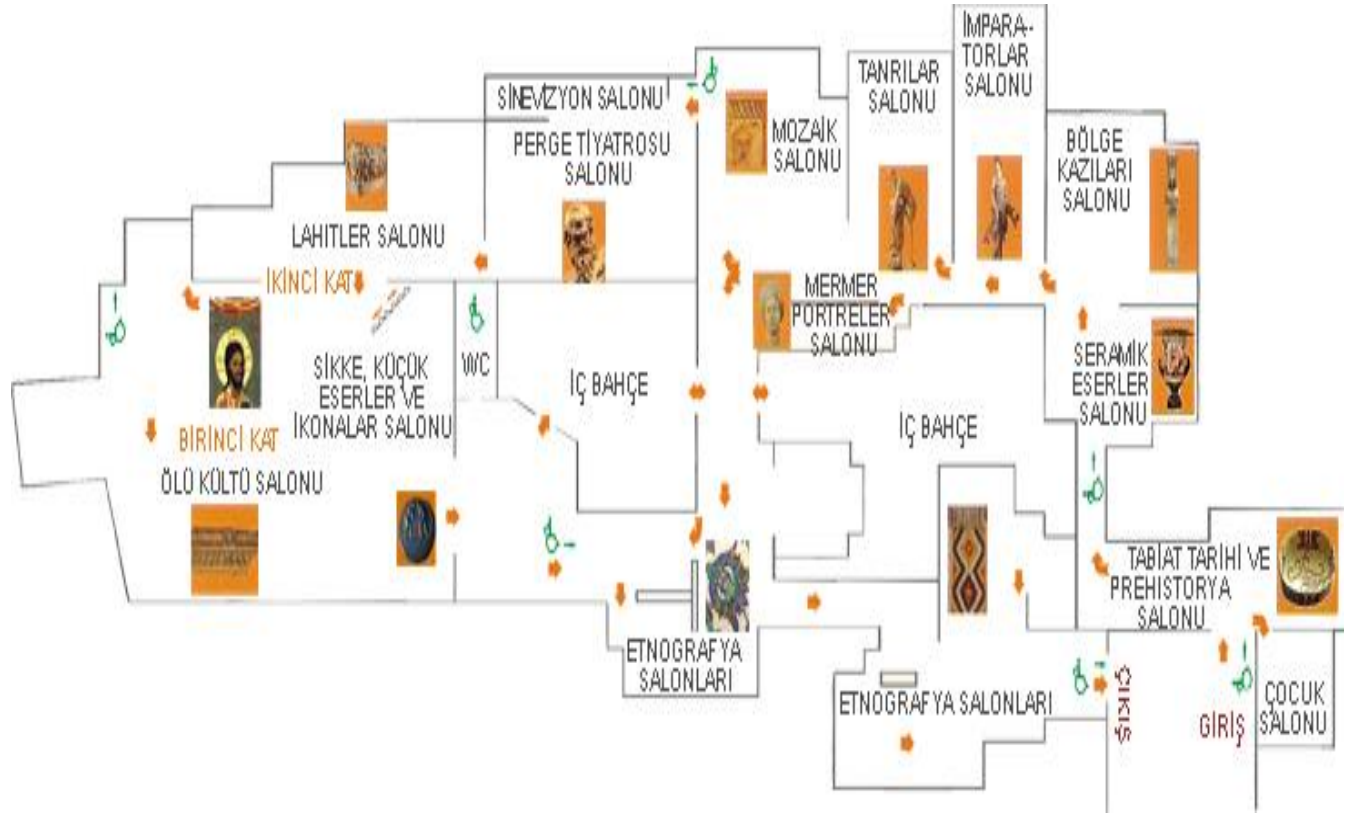 İMPARA-
TORLAR
SALONU
TANRILAR
SALONU
SİNEVİZYON SALONU
MOZAİK
SALONU
PERGE TİYATROSU
SALONU
BÖLGE
KAZILARI
SALONU
LAHITLER SALONU
İKİNCİ KAT
MERMER
PORTRELER
SALONU
SERAMİK
ESERLER
SALONU
WC
SİKKE, KÜÇÜK
ESERLER VE
İKONALAR SALONU
İÇ BAHÇE
İÇ BAHÇE
BİRİNCİ KAT
ÖLÜ KÜLTÜ SALONU
TABİAT TARİHİ VE
PREHİSTORYA
SALONU
ETNOGRAFYA
SALONLARI
ETNOGRAFYA SALONLARI
ÇIKIŞ
GİRİŞ
ÇOCUK
SALONU